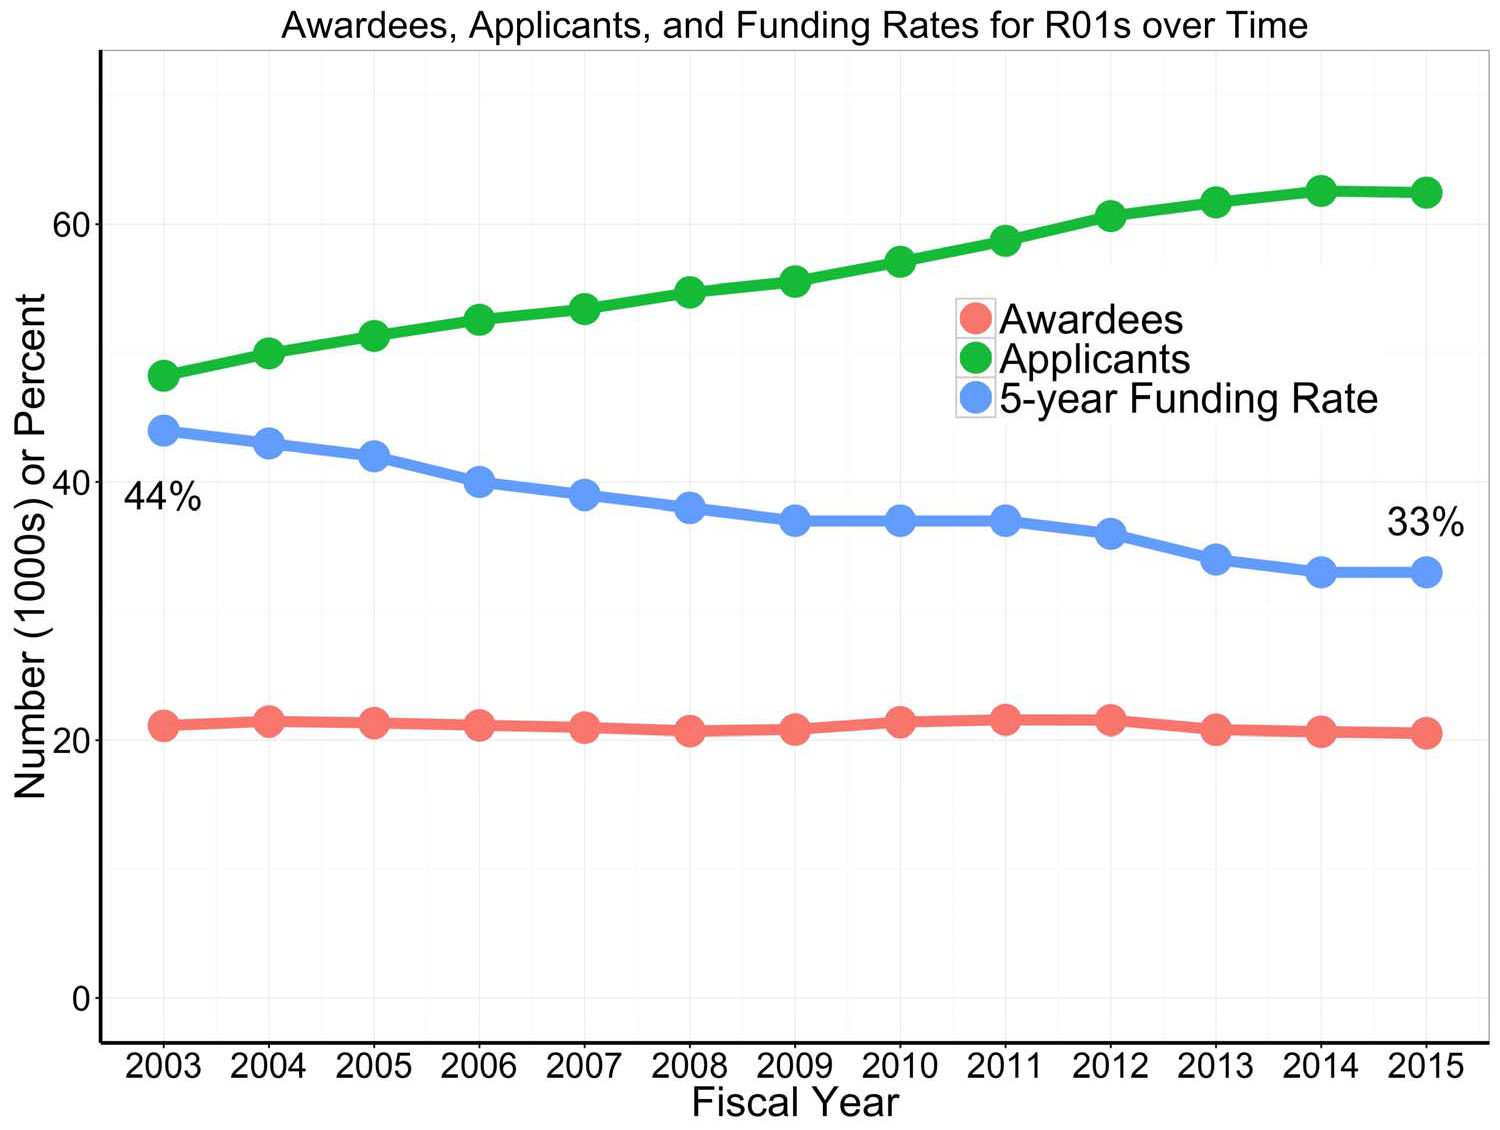 Awardees, Applicants, and Funding Rates for R01s over Time
Number (1000s) or Percent
60
40
20
0
44%
33%
Awardees
Applicants
5-year Funding Rate
2003 2004 2005 2006 2007 2008 2009 2010 2011 2012 2013 2014 2015
Fiscal Year